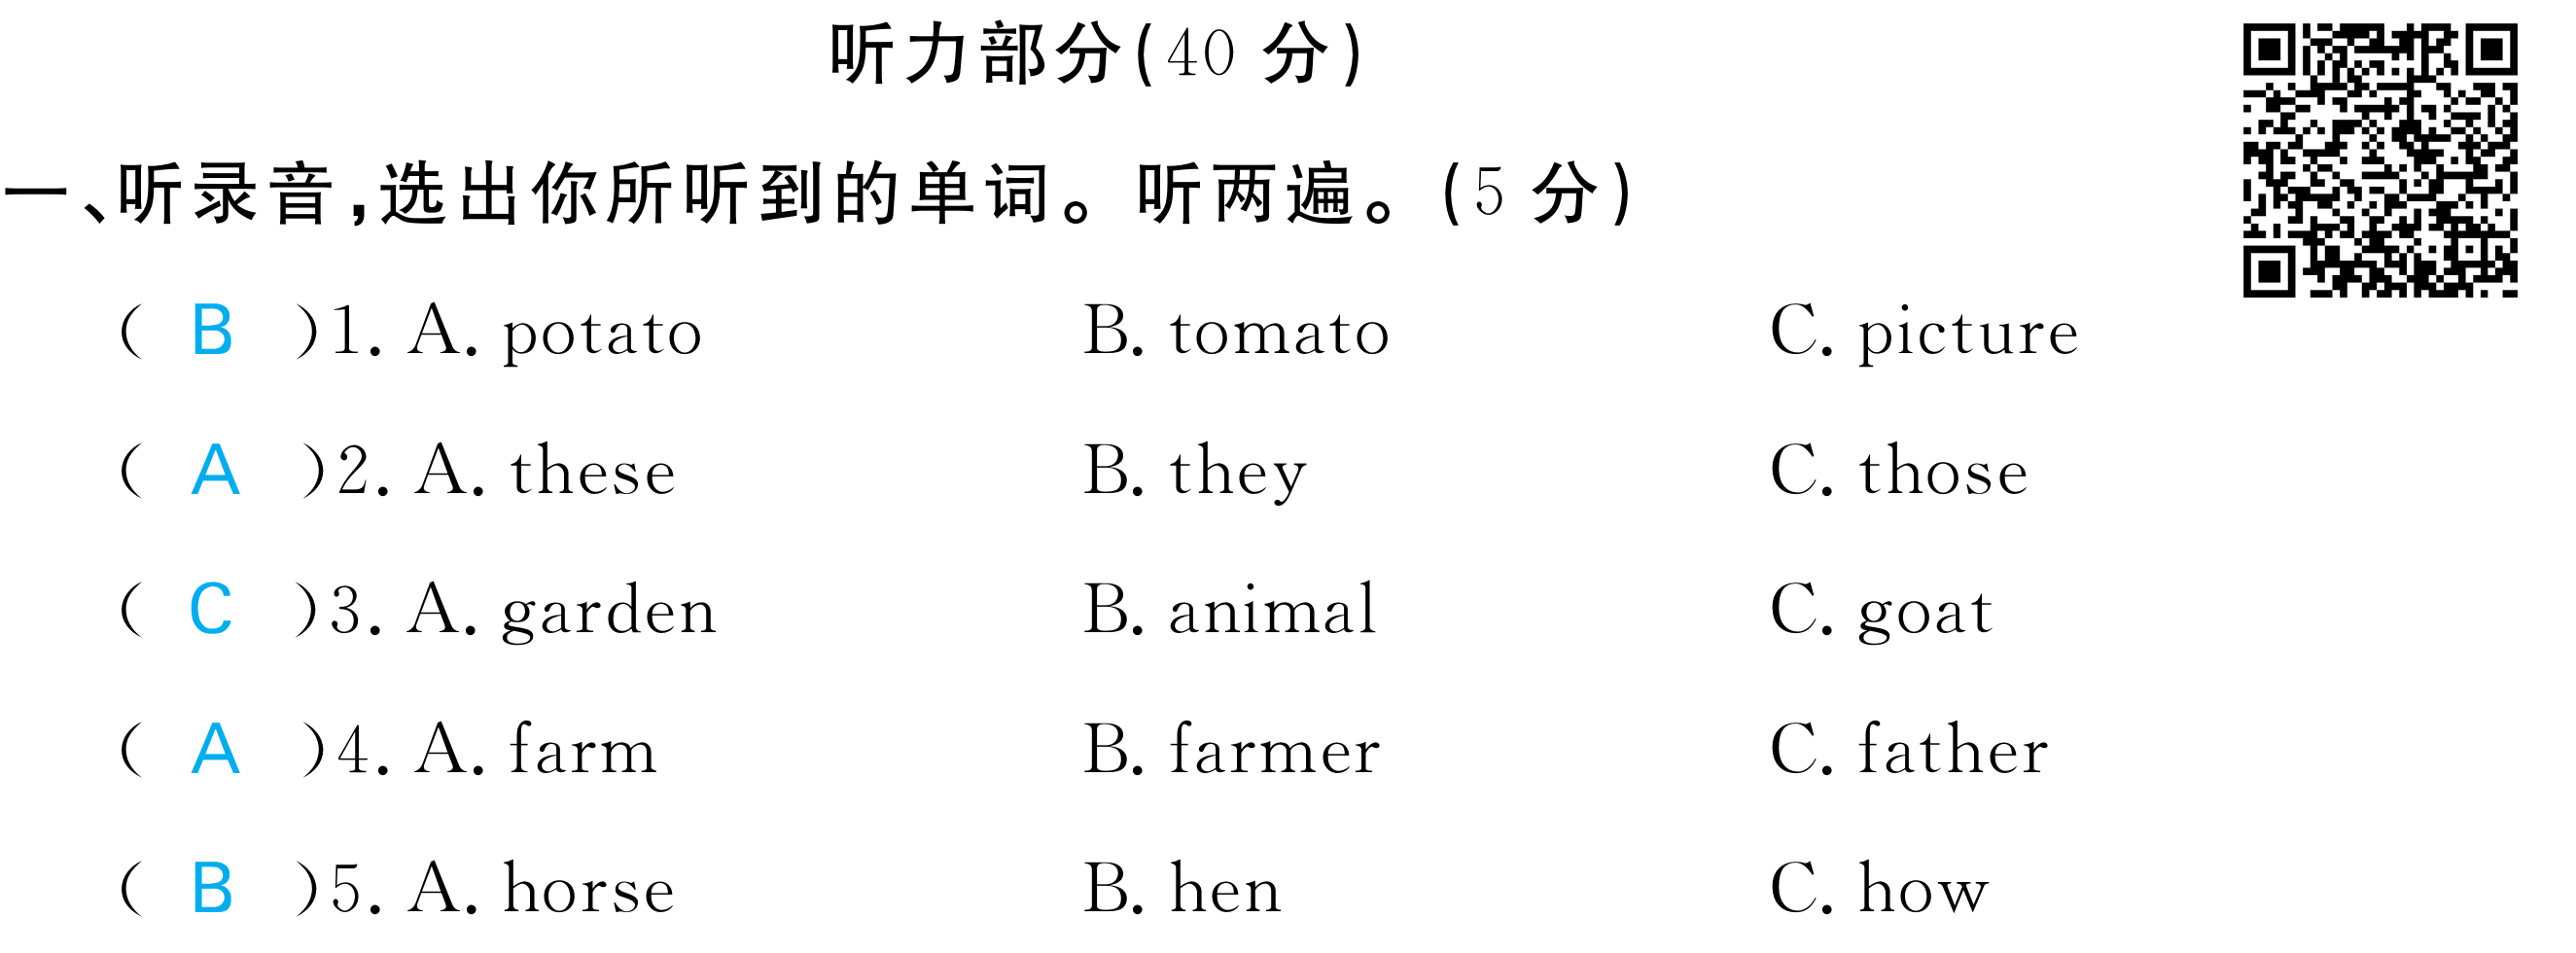 听力部分(40 分)
一、听录音,选出你所听到的单词。听两遍。(5 分)
( B )1. A. potato B. tomato C. picture
( A )2. A. these B. they C. those
( C )3. A. garden B. animal C. goat
( A )4. A. farm B. farmer C. father
( B )5. A. horse B. hen C. how